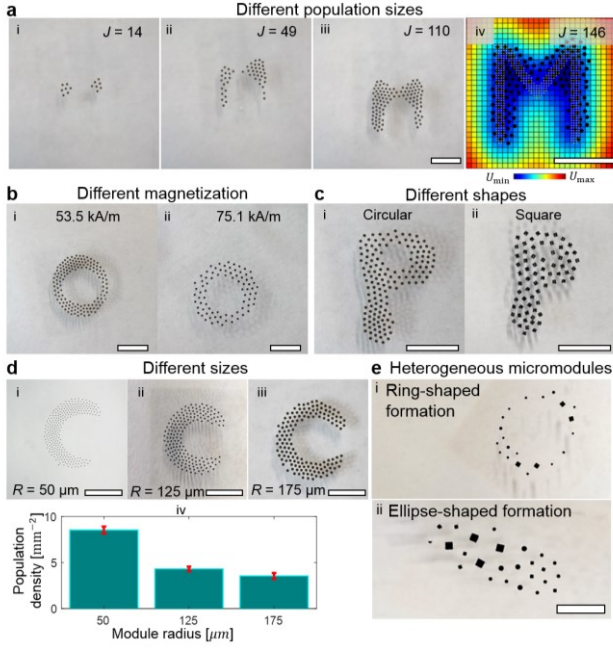 a Different population sizes
i J = 14
ii J = 49
iii J = 110
iv J = 146
Umin Umax
b Different magnetization
i 53.5 kA/m
ii 75.1 kA/m
c Different shapes
i Circular
ii Square
d Different sizes
i R = 50 μm
ii R = 125 μm
iii R = 175 μm
iv
Population
density [mm⁻²]
10
5
0
50 125 175
Module radius [μm]
e Heterogeneous micromodules
i Ring-shaped
formation
ii Ellipse-shaped formation